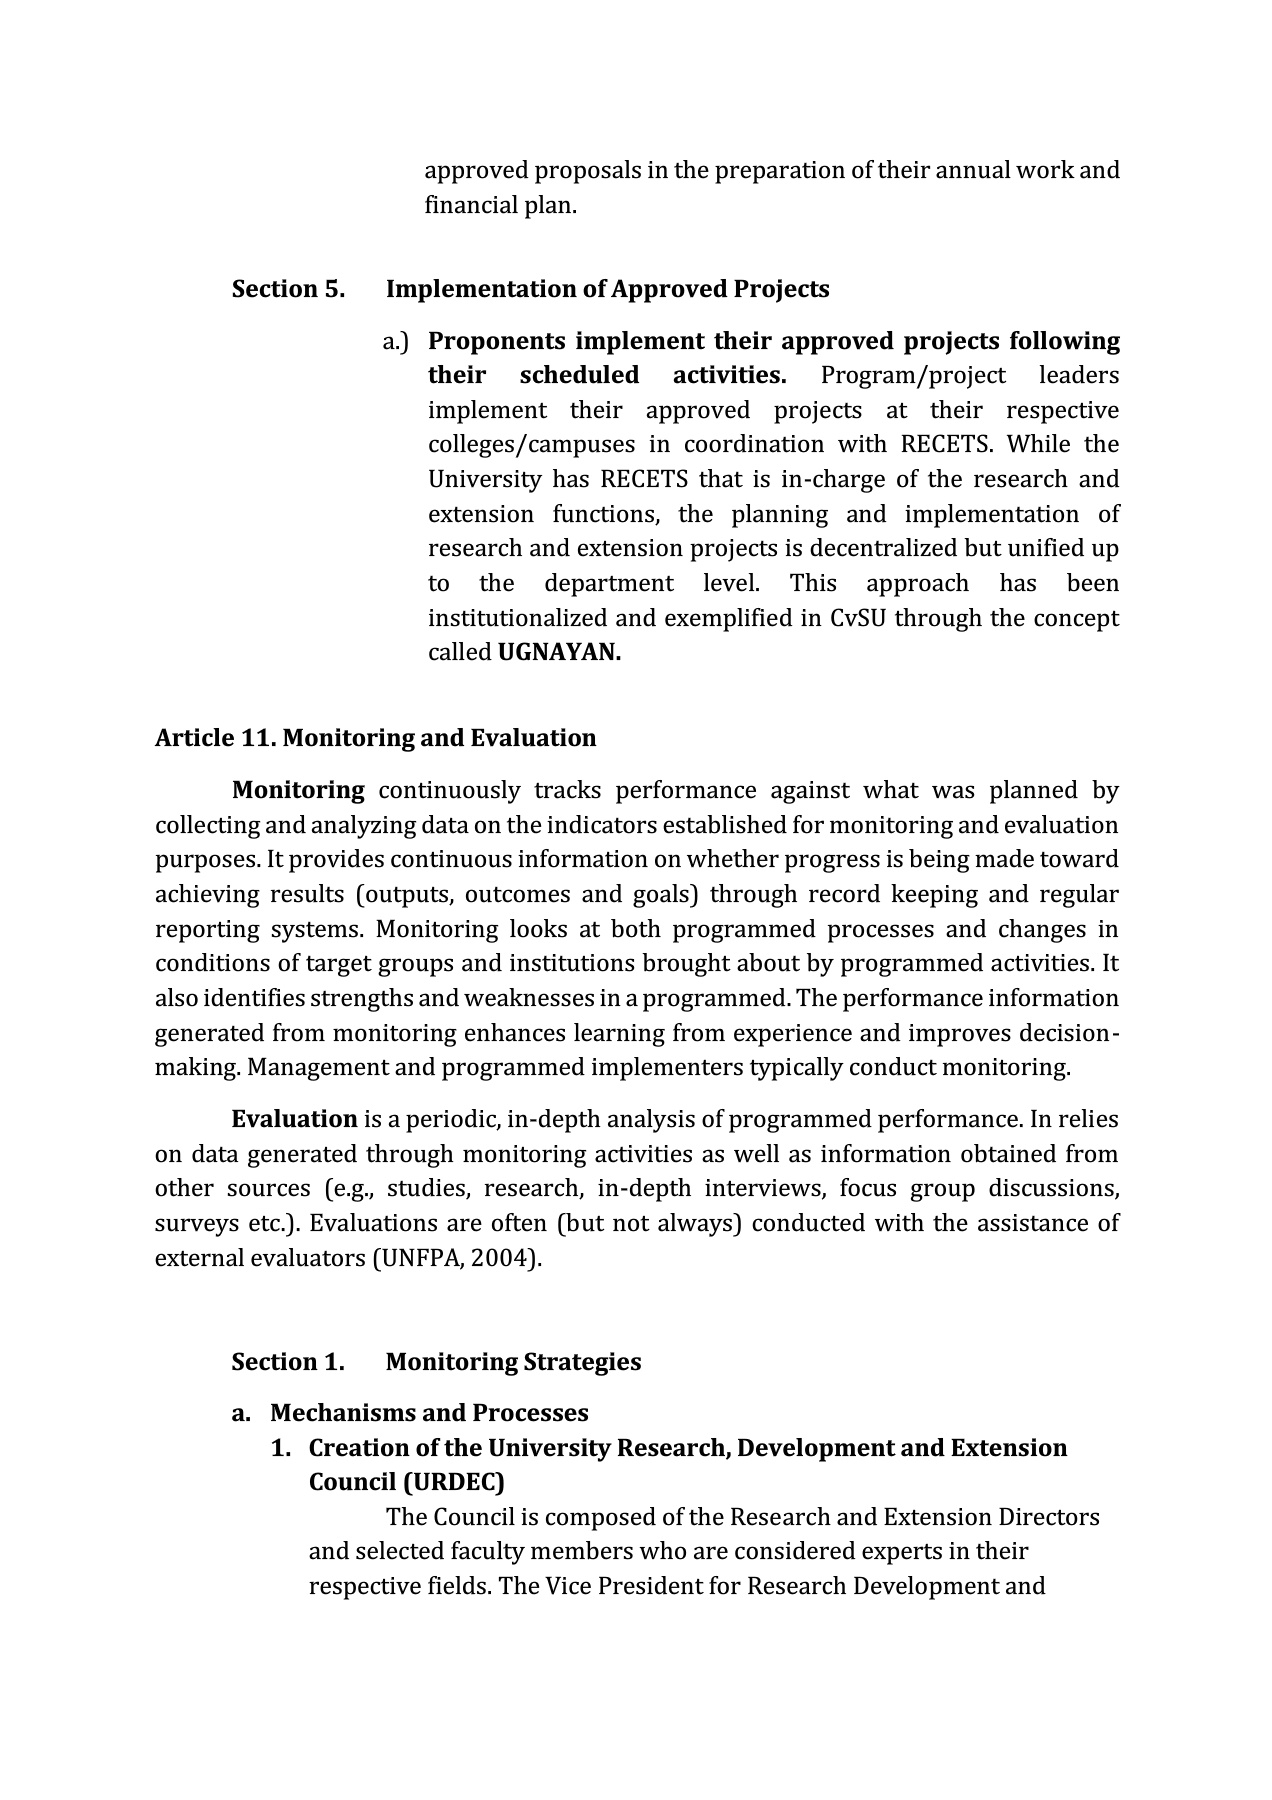 approved proposals in the preparation of their annual work and
financial plan.
Section 5. Implementation of Approved Projects
a.) Proponents implement their approved projects following
their scheduled activities. Program/project leaders
implement their approved projects at their respective
colleges/campuses in coordination with RECETS. While the
University has RECETS that is in-charge of the research and
extension functions, the planning and implementation of
research and extension projects is decentralized but unified up
to the department level. This approach has been
institutionalized and exemplified in CvSU through the concept
called UGNAYAN.
Article 11. Monitoring and Evaluation
Monitoring continuously tracks performance against what was planned by
collecting and analyzing data on the indicators established for monitoring and evaluation
purposes. It provides continuous information on whether progress is being made toward
achieving results (outputs, outcomes and goals) through record keeping and regular
reporting systems. Monitoring looks at both programmed processes and changes in
conditions of target groups and institutions brought about by programmed activities. It
also identifies strengths and weaknesses in a programmed. The performance information
generated from monitoring enhances learning from experience and improves decision-
making. Management and programmed implementers typically conduct monitoring.
Evaluation is a periodic, in-depth analysis of programmed performance. In relies
on data generated through monitoring activities as well as information obtained from
other sources (e.g., studies, research, in-depth interviews, focus group discussions,
surveys etc.). Evaluations are often (but not always) conducted with the assistance of
external evaluators (UNFPA, 2004).
Section 1. Monitoring Strategies
a. Mechanisms and Processes
1. Creation of the University Research, Development and Extension
Council (URDEC)
The Council is composed of the Research and Extension Directors
and selected faculty members who are considered experts in their
respective fields. The Vice President for Research Development and